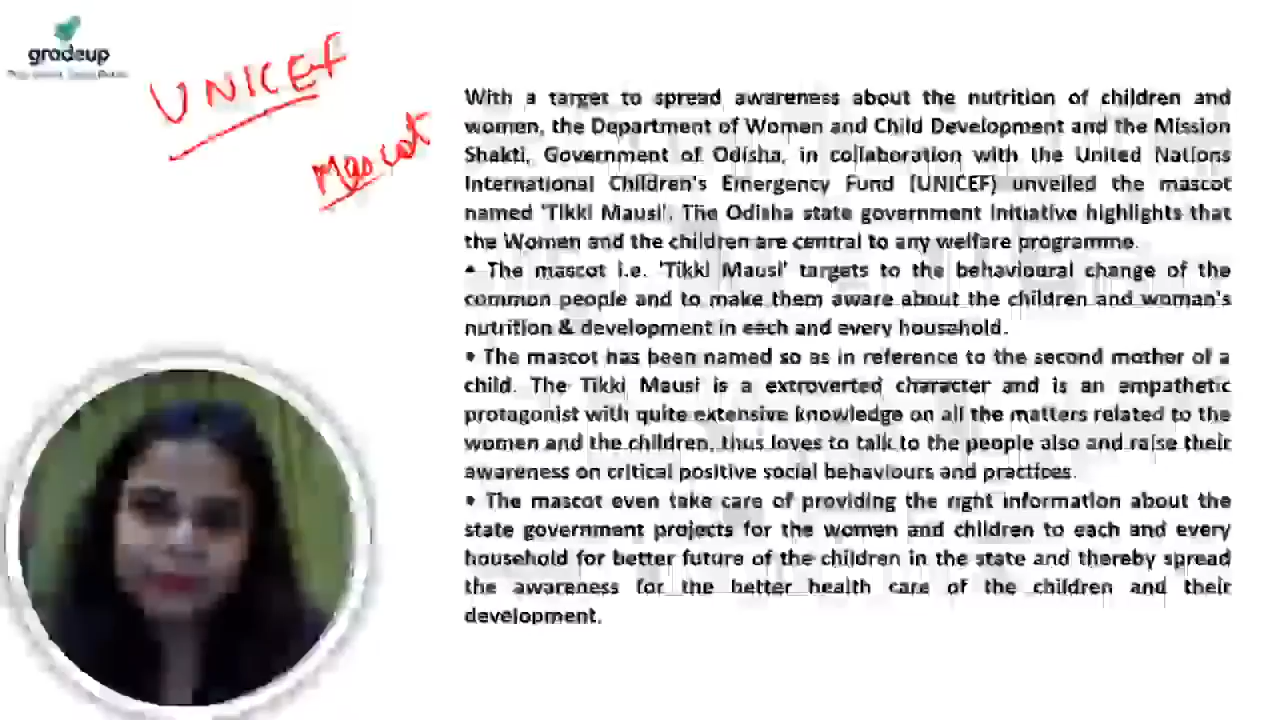 gradeup
UNICEF
Mascot
With a target to spread awareness about the nutrition of children and
women, the Department of Women and Child Development and the Mission
Shakti, Government of Odisha, in collaboration with the United Nations
International Children's Emergency Fund (UNICEF) unveiled the mascot
named 'Tikki Mausi'. The Odisha state government initiative highlights that
the Women and the children are central to any welfare programme.
• The mascot i.e. 'Tikki Mausi' targets to the behavioural change of the
common people and to make them aware about the children and woman's
nutrition & development in each and every household.
• The mascot has been named so as in reference to the second mother of a
child. The Tikki Mausi is a extroverted character and is an empathetic
protagonist with quite extensive knowledge on all the matters related to the
women and the children, thus loves to talk to the people also and raise their
awareness on critical positive social behaviours and practices.
• The mascot even take care of providing the right information about the
state government projects for the women and children to each and every
household for better future of the children in the state and thereby spread
the awareness for the better health care of the children and their
development.